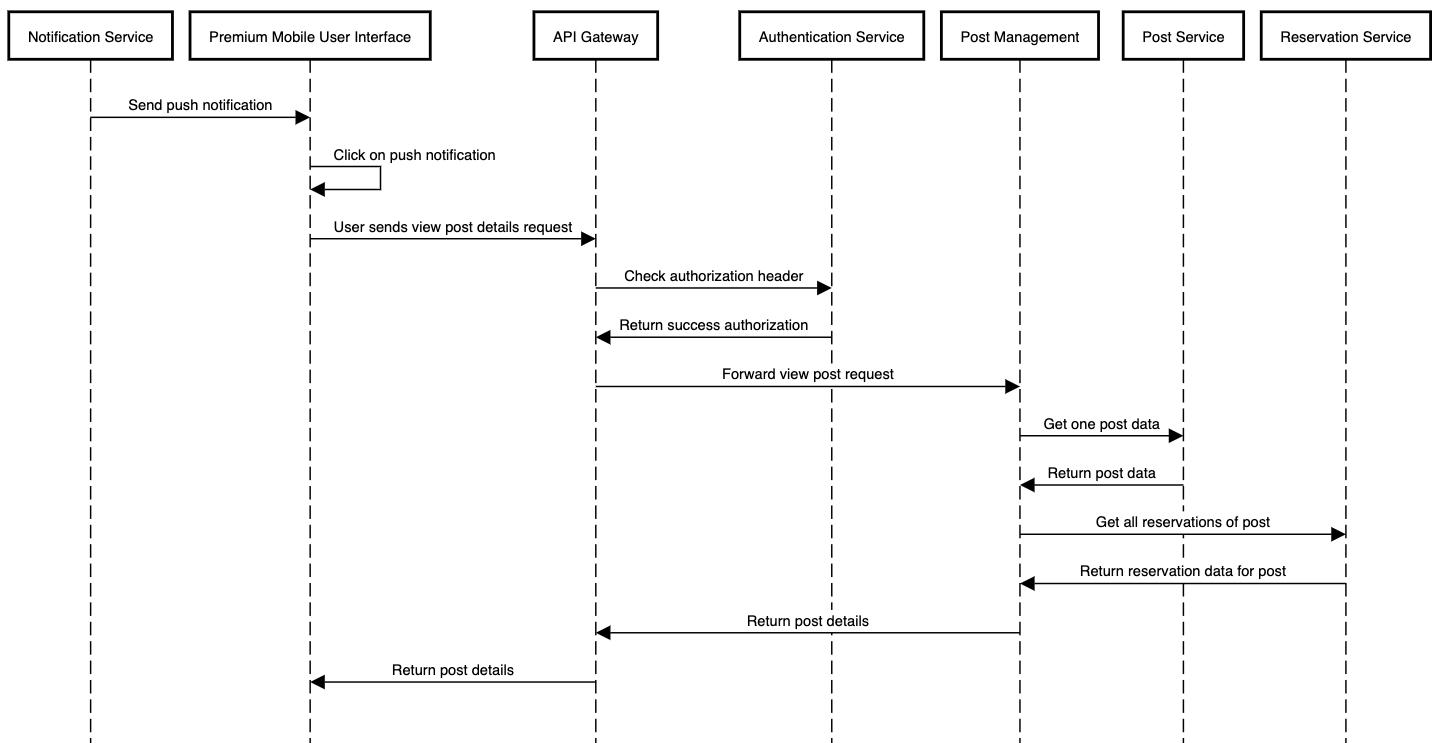 Notification Service
Premium Mobile User Interface
API Gateway
Authentication Service
Post Management
Post Service
Reservation Service
Send push notification
Click on push notification
User sends view post details request
Check authorization header
Return success authorization
Forward view post request
Get one post data
Return post data
Get all reservations of post
Return reservation data for post
Return post details
Return post details